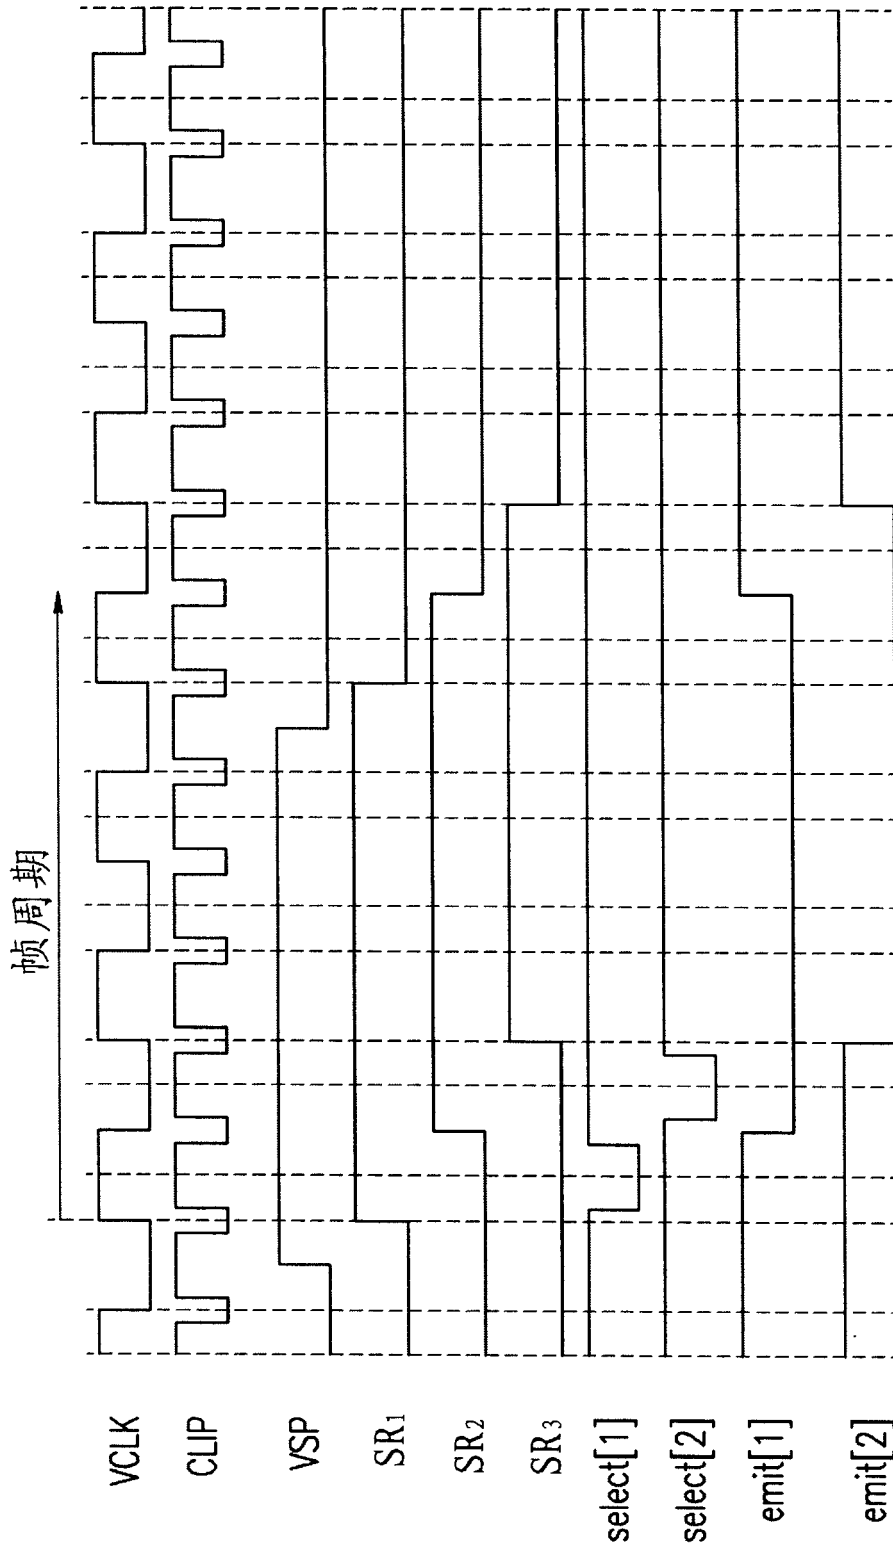 帧周期
VCLK
CLIP
VSP
SR1
SR2
SR3
select[1]
select[2]
emit[1]
emit[2]